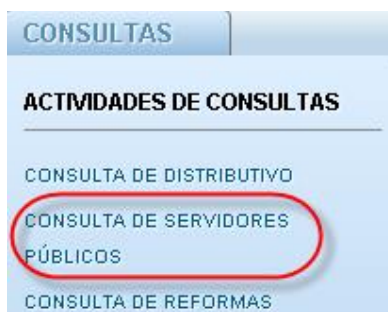 CONSULTAS
ACTIVIDADES DE CONSULTAS
CONSULTA DE DISTRIBUTIVO
CONSULTA DE SERVIDORES
PÚBLICOS
CONSULTA DE REFORMAS